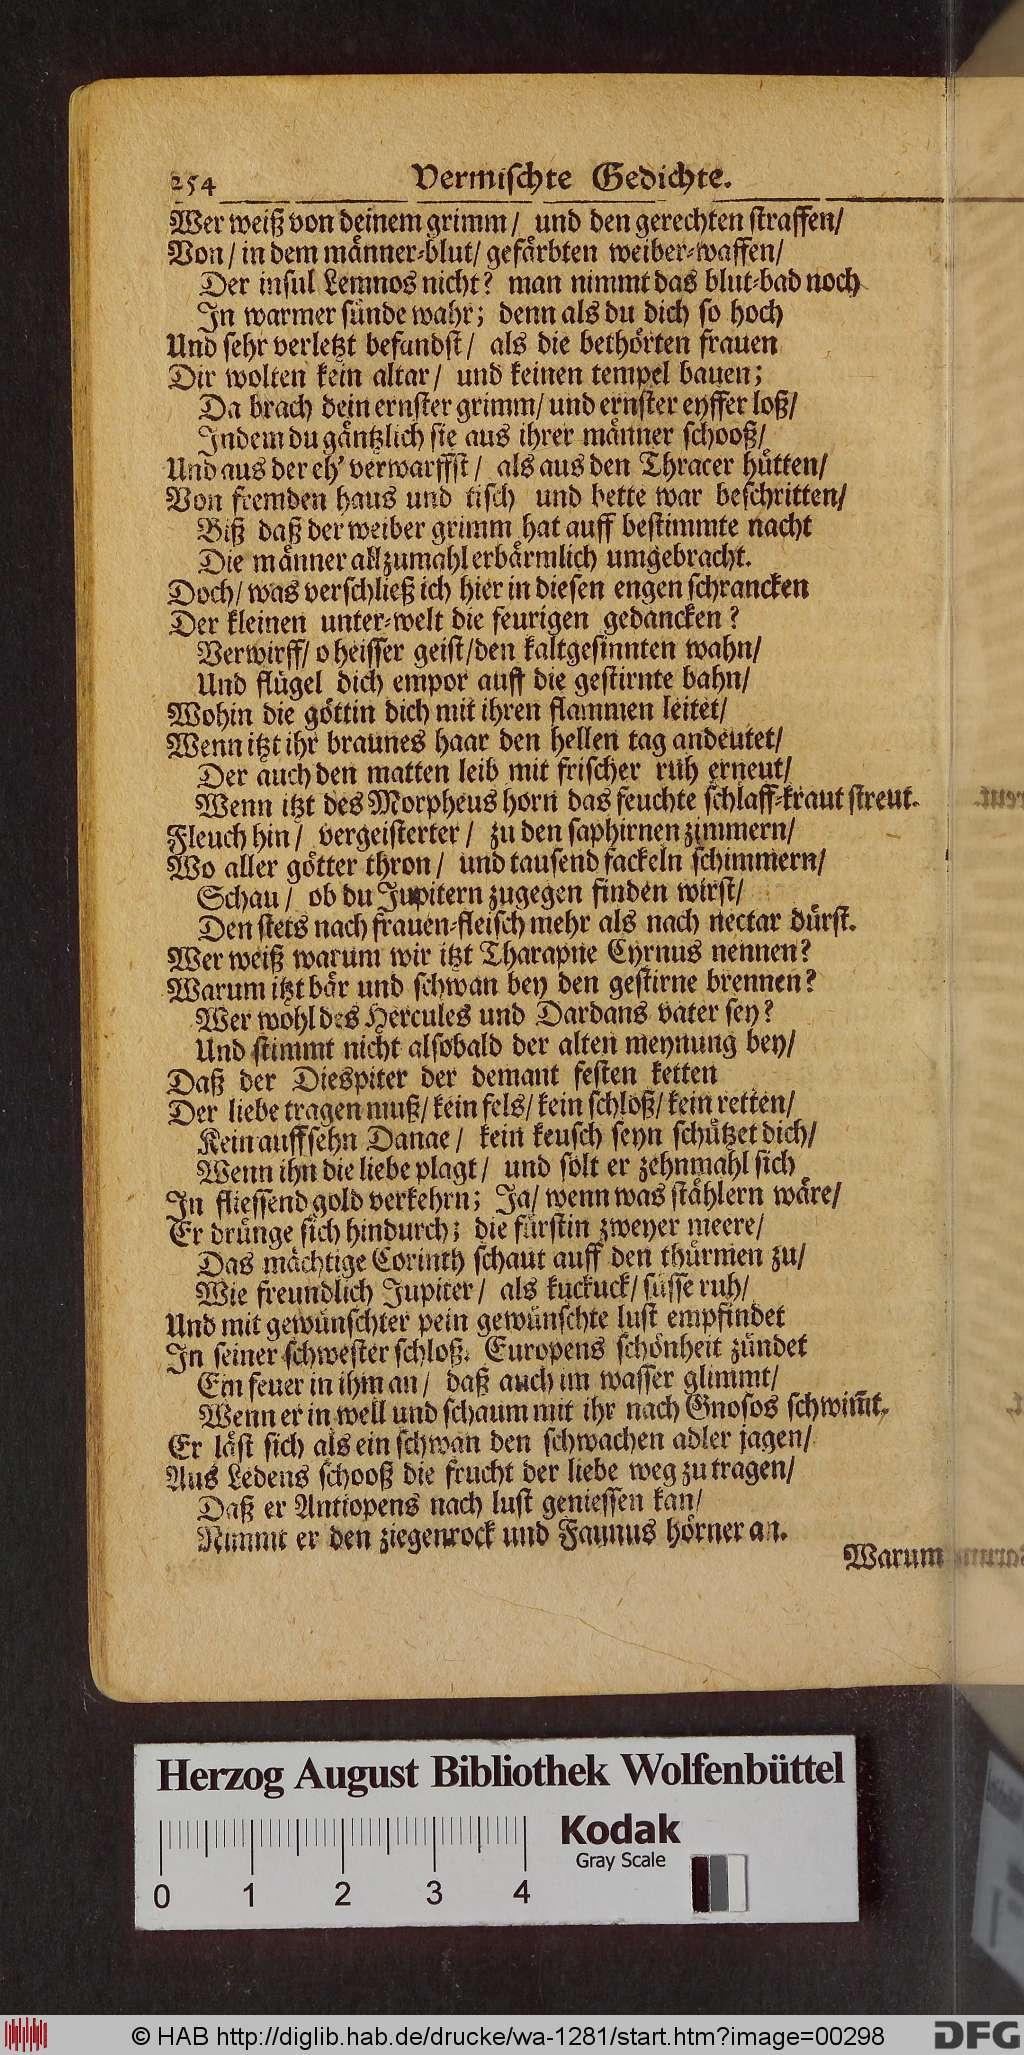 254 Vermischte Gedichte.
Wer weiß von deinem grimm/ und den gerechten straffen/
Von/ in dem männer-blut/ gefärbten weiber-waffen/
Der insul Lemnos nicht? man nimmt das blut-bad noch
In warmer sünde wahr; denn als du dich so hoch
Und sehr verletzt befandst/ als die bethörten frauen
Dir wolten kein altar/ und keinen tempel bauen;
Da brach dein ernster grimm/ und ernster eyffer loß/
Indem du gäntzlich sie aus ihrer männer schooß/
Und aus der eh' verwarffst/ als aus den Thracer hütten/
Von fremden haus und tisch und bette war beschritten/
Biß daß der weiber grimm hat auff bestimmte nacht
Die männer allzumahl erbärmlich umgebracht.
Doch/ was verschließ ich hier in diesen engen schrancken
Der kleinen unter-welt die feurigen gedancken?
Verwirff/ o heisser geist/ den kaltgesinnten wahn/
Und flügel dich empor auff die gestirnte bahn/
Wohin die göttin dich mit ihren flammen leitet/
Wenn itzt ihr braunes haar den hellen tag andeutet/
Der auch den matten leib mit frischer ruh erneut/
Wenn itzt des Morpheus horn das feuchte schlaff-kraut streut.
Fleuch hin/ vergeisterter/ zu den saphirnen zimmern/
Wo aller götter thron/ und tausend fackeln schimmern/
Schau/ ob du Jupitern zugegen finden wirst/
Den stets nach frauen-fleisch mehr als nach nectar dürst.
Wer weiß warum wir itzt Tharapne Cyrnus nennen?
Warum itzt bär und schwan bey den gestirne brennen?
Wer wohl des Hercules und Dardans vater sey?
Und stimmt nicht alsobald der alten meynung bey/
Daß der Diespiter der demant festen ketten
Der liebe tragen muß/ kein fels/ kein schloß/ kein retten/
Kein auffsehn Danae/ kein keusch seyn schützet dich/
Wenn ihn die liebe plagt/ und solt er zehnmahl sich
In fliessend gold verkehrn; Ja/ wenn was stählern wäre/
Er drünge sich hindurch; die fürstin zweyer meere/
Das mächtige Corinth schaut auff den thürmen zu/
Wie freundlich Jupiter/ als kuckuck/ süsse ruh/
Und mit gewünschter pein gewünschte lust empfindet
In seiner schwester schloß. Europens schönheit zündet
Ein feuer in ihm an/ daß auch im wasser glimmt/
Wenn er in well und schaum mit ihr nach Gnosos schwim̃t.
Er läst sich als ein schwan den schwachen adler jagen/
Aus Ledens schooß die frucht der liebe weg zu tragen/
Daß er Antiopens nach lust geniessen kan/
Nimmt er den ziegenrock und Faunus hörner an.
Warum
Herzog August Bibliothek Wolfenbüttel
Kodak
Gray Scale
0 1 2 3 4
© HAB http://diglib.hab.de/drucke/wa-1281/start.htm?image=00298
DFG